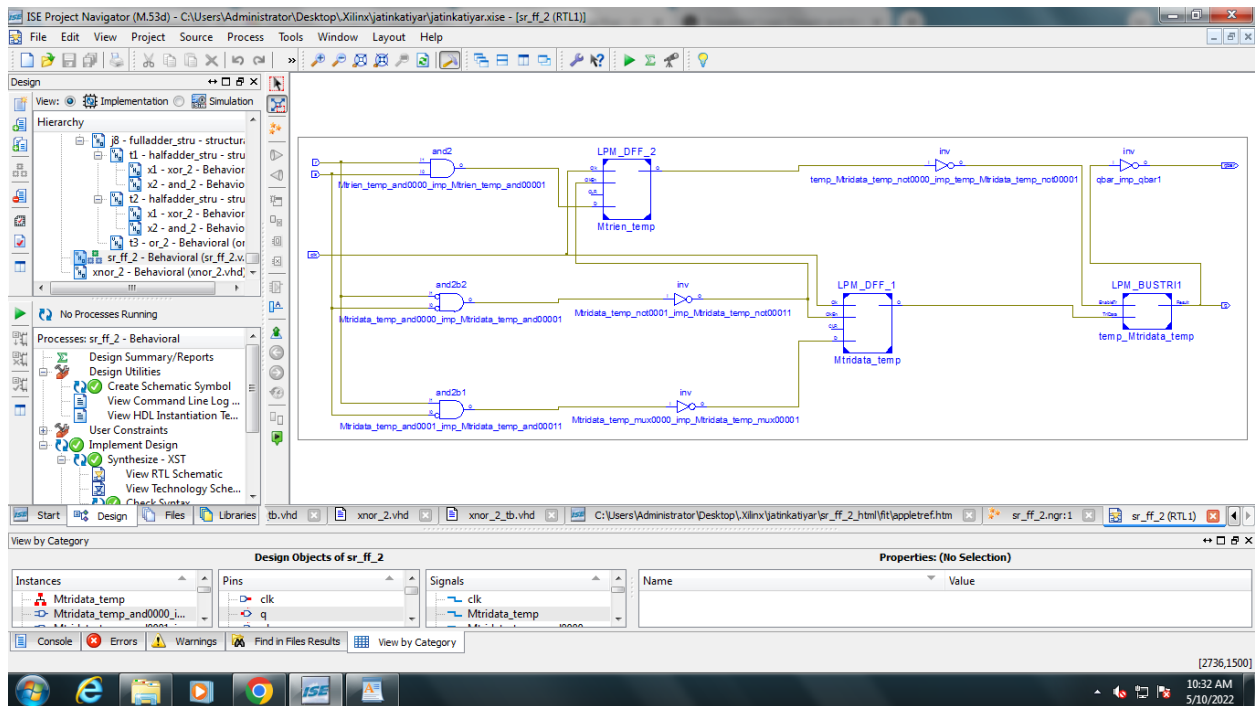 ISE Project Navigator (M.53d) - C:\Users\Administrator\Desktop\.Xilinx\jatinkatiyar\jatinkatiyar.xise - [sr_ff_2 (RTL1)]
File Edit View Project Source Process Tools Window Layout Help
Design
View: Implementation Simulation
Hierarchy
j8 - fulladder_stru - structur
t1 - halfadder_stru - stru
x1 - xor_2 - Behavior
x2 - and_2 - Behavio
t2 - halfadder_stru - stru
x1 - xor_2 - Behavior
x2 - and_2 - Behavio
t3 - or_2 - Behavioral (or
sr_ff_2 - Behavioral (sr_ff_2.v
xnor_2 - Behavioral (xnor_2.vhd)
No Processes Running
Processes: sr_ff_2 - Behavioral
Design Summary/Reports
Design Utilities
Create Schematic Symbol
View Command Line Log ...
View HDL Instantiation Te...
User Constraints
Implement Design
Synthesize - XST
View RTL Schematic
View Technology Sche...
Check Syntax
and2
Mtrien_temp_and0000_imp_Mtrien_temp_and00001
LPM_DFF_2
Mtrien_temp
inv
temp_Mtridata_temp_not0000_imp_temp_Mtridata_temp_not00001
inv
qbar_imp_qbar1
and2b2
Mtridata_temp_and0000_imp_Mtridata_temp_and00001
inv
Mtridata_temp_not0001_imp_Mtridata_temp_not00011
LPM_DFF_1
Mtridata_temp
LPM_BUSTRI1
temp_Mtridata_temp
and2b1
Mtridata_temp_and0001_imp_Mtridata_temp_and00011
inv
Mtridata_temp_mux0000_imp_Mtridata_temp_mux00001
Start Design Files Libraries
tb.vhd xnor_2.vhd xnor_2_tb.vhd C:\Users\Administrator\Desktop\.Xilinx\jatinkatiyar\sr_ff_2_html\fit\appletref.htm sr_ff_2.ngr:1 sr_ff_2 (RTL1)
View by Category
Design Objects of sr_ff_2 Properties: (No Selection)
Instances Pins Signals Name Value
Mtridata_temp clk clk
Mtridata_temp_and0000_i... q Mtridata_temp
Console Errors Warnings Find in Files Results View by Category
[2736,1500]
ISE
10:32 AM
5/10/2022